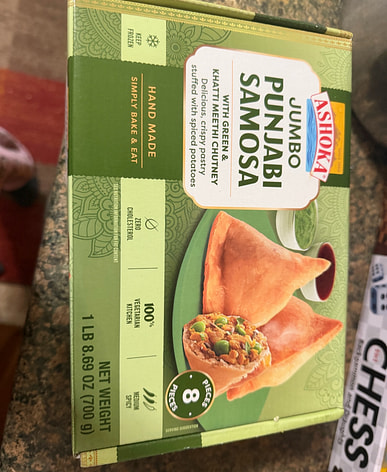 ASHOKA
JUMBO
PUNJABI
SAMOSA
WITH GREEN &
KHATTI MEETHI CHUTNEY
Delicious, crispy pastry
stuffed with spiced potatoes
KEEP
FROZEN
HAND MADE
SIMPLY BAKE & EAT
ZERO
CHOLESTEROL
100%
VEGETARIAN
KITCHEN
MEDIUM
SPICY
PIECES
8
PIECES
NET WEIGHT
1 LB 8.69 OZ (700 g)
CHESS